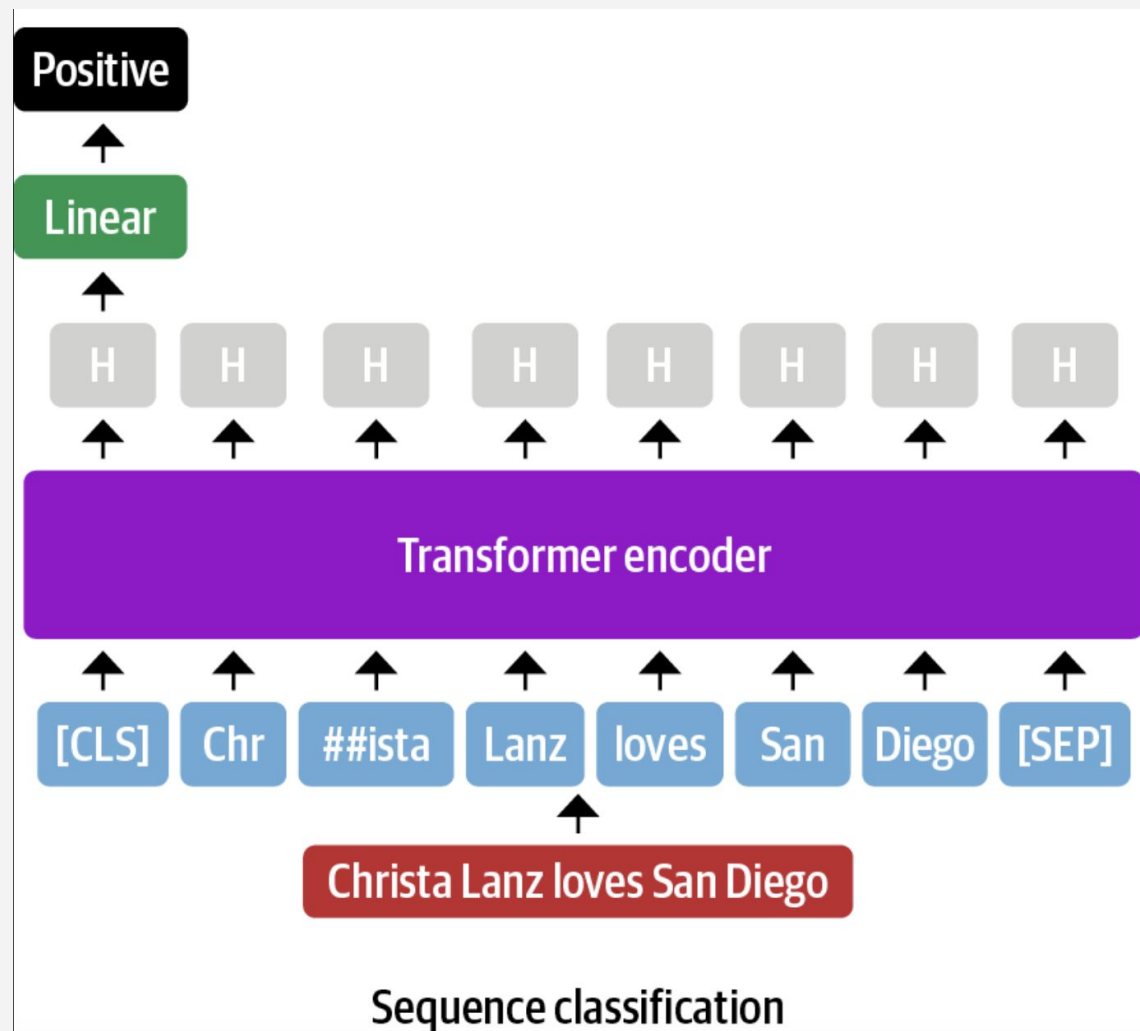 Positive
Linear
H H H H H H H H
Transformer encoder
[CLS] Chr ##ista Lanz loves San Diego [SEP]
Christa Lanz loves San Diego
Sequence classification